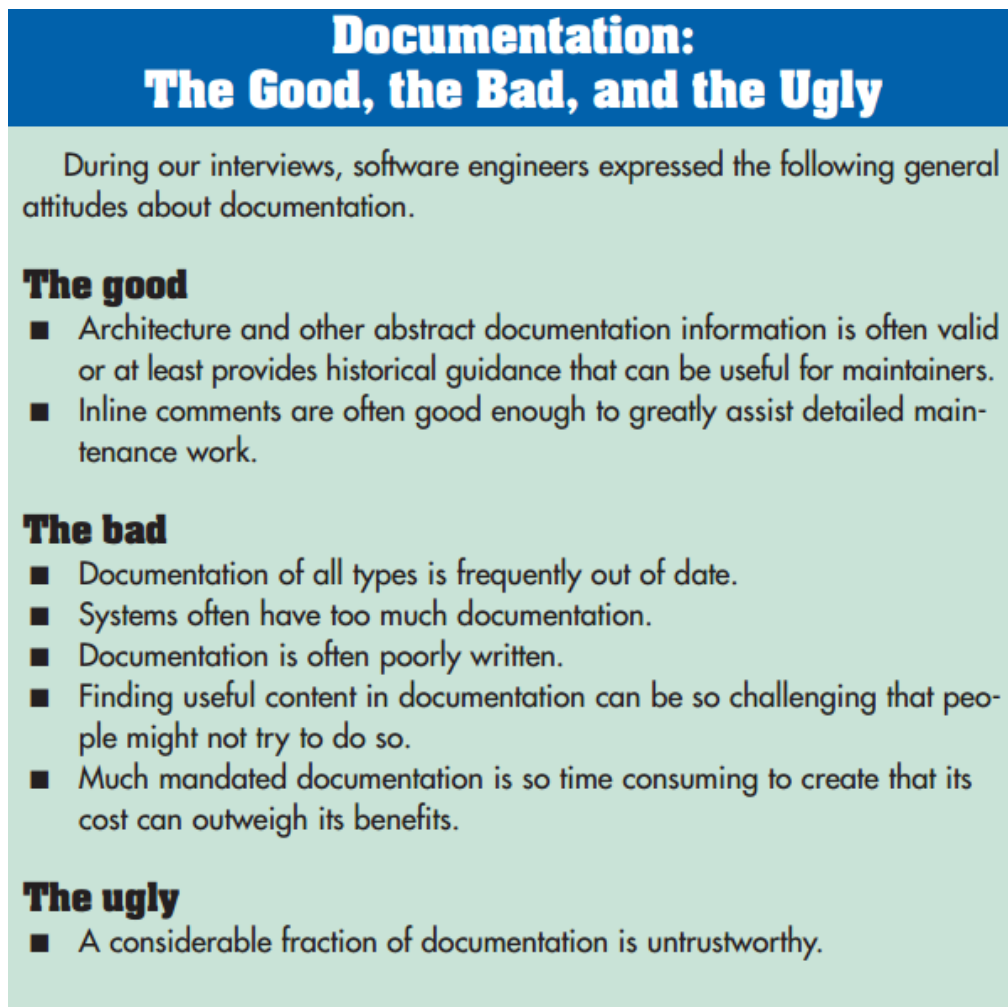 Documentation:
The Good, the Bad, and the Ugly
During our interviews, software engineers expressed the following general
attitudes about documentation.
The good
■ Architecture and other abstract documentation information is often valid
or at least provides historical guidance that can be useful for maintainers.
■ Inline comments are often good enough to greatly assist detailed main-
tenance work.
The bad
■ Documentation of all types is frequently out of date.
■ Systems often have too much documentation.
■ Documentation is often poorly written.
■ Finding useful content in documentation can be so challenging that peo-
ple might not try to do so.
■ Much mandated documentation is so time consuming to create that its
cost can outweigh its benefits.
The ugly
■ A considerable fraction of documentation is untrustworthy.